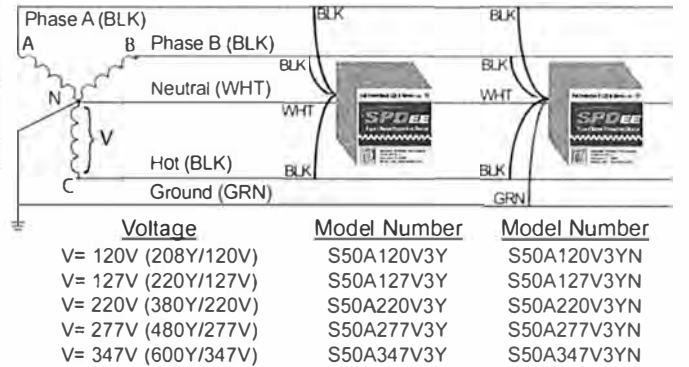 Phase A (BLK)
BLK
BLK
A
B
Phase B (BLK)
BLK
BLK
N
Neutral (WHT)
WHT
WHT
SPDEE
SPDEE
V
Hot (BLK)
BLK
BLK
C
Ground (GRN)
GRN
Voltage Model Number Model Number
V= 120V (208Y/120V) S50A120V3Y S50A120V3YN
V= 127V (220Y/127V) S50A127V3Y S50A127V3YN
V= 220V (380Y/220V) S50A220V3Y S50A220V3YN
V= 277V (480Y/277V) S50A277V3Y S50A277V3YN
V= 347V (600Y/347V) S50A347V3Y S50A347V3YN